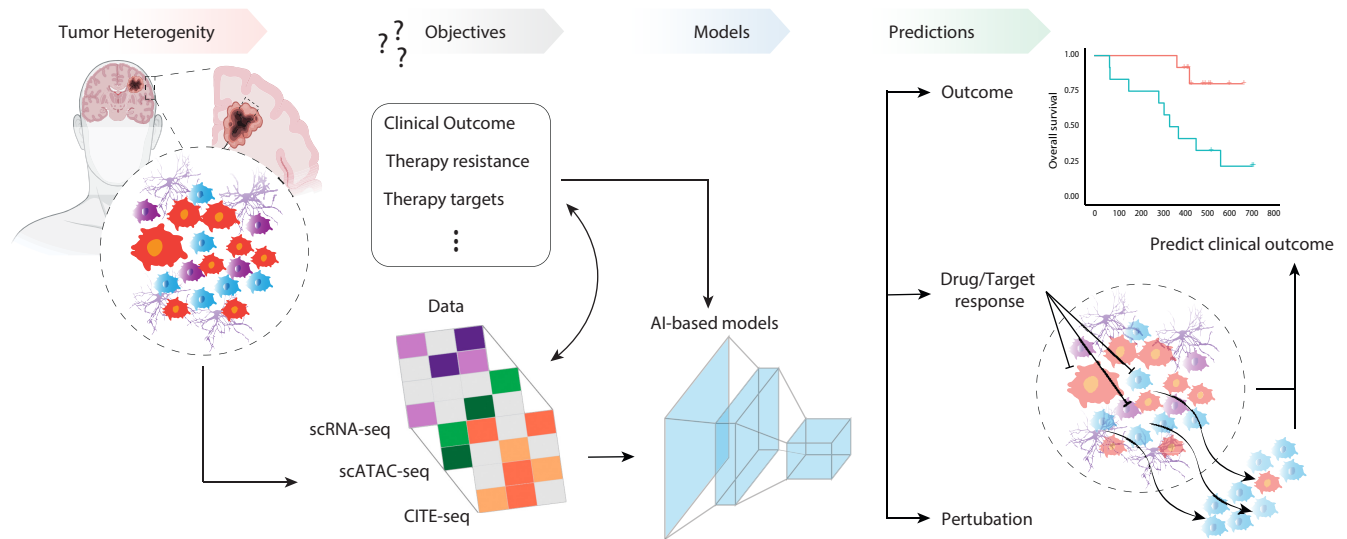 Tumor Heterogenity
? ? ?
Objectives
Models
Predictions
Clinical Outcome
Therapy resistance
Therapy targets
⋮
Data
scRNA-seq
scATAC-seq
CITE-seq
AI-based models
Outcome
Drug/Target
response
Pertubation
Overall survival
1.00
0.75
0.50
0.25
0.00
0 100 200 300 400 500 600 700 800
Predict clinical outcome